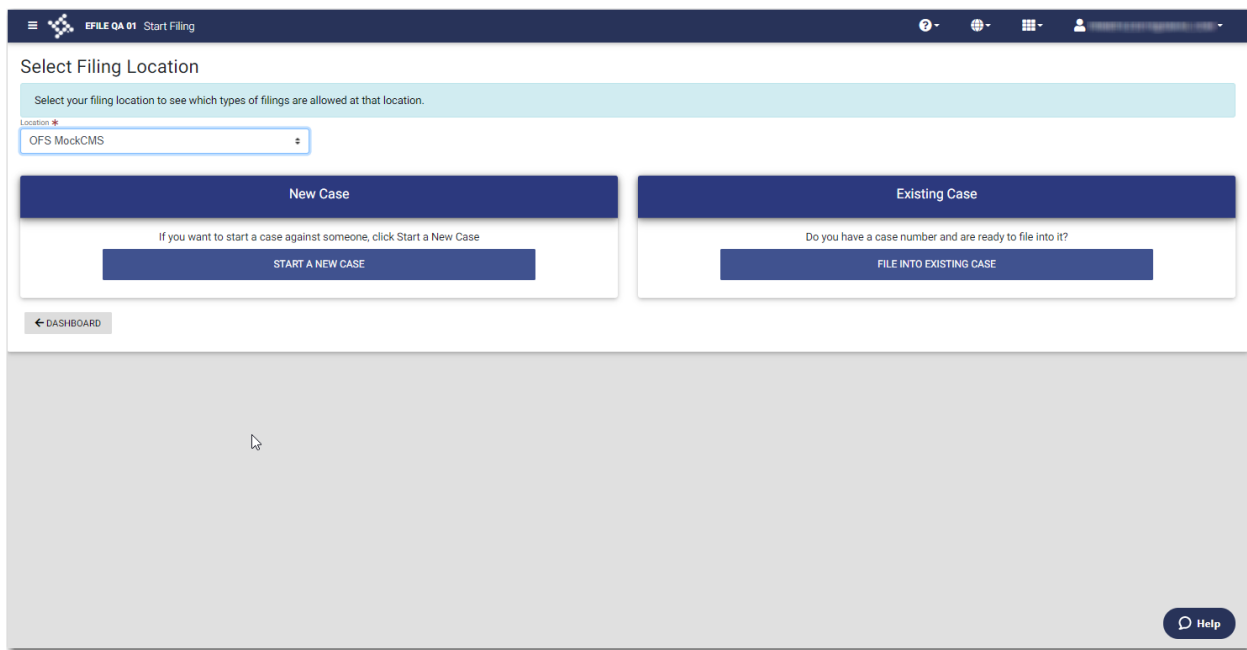 EFILE QA 01 Start Filing
Select Filing Location
Select your filing location to see which types of filings are allowed at that location.
Location *
OFS MockCMS
New Case
If you want to start a case against someone, click Start a New Case
START A NEW CASE
Existing Case
Do you have a case number and are ready to file into it?
FILE INTO EXISTING CASE
DASHBOARD
Help